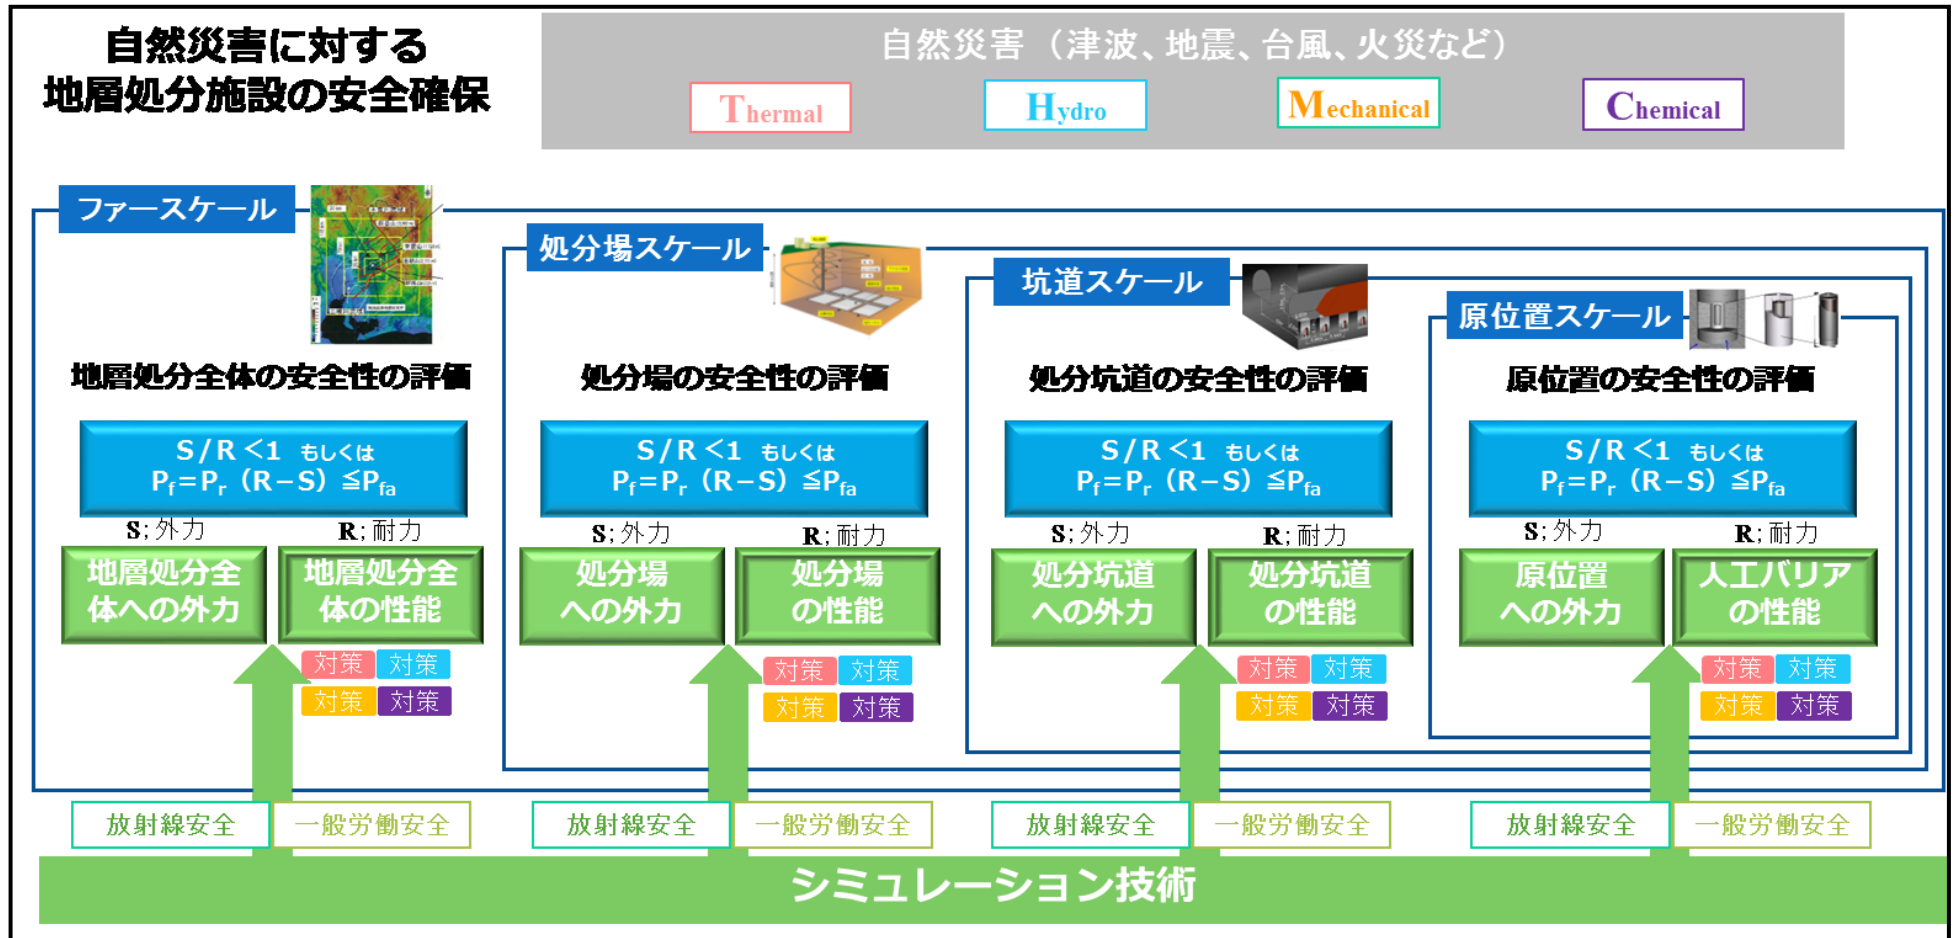 自然災害に対する
地層処分施設の安全確保
自然災害（津波、地震、台風、火災など）
Thermal
Hydro
Mechanical
Chemical
ファースケール
地層処分全体の安全性の評価
S/R<1 もしくは
Pf=Pr（R－S）≦Pfa
S;外力
R;耐力
地層処分全
体への外力
地層処分全
体の性能
対策
対策
対策
対策
放射線安全
一般労働安全
処分場スケール
処分場の安全性の評価
S/R<1 もしくは
Pf=Pr（R－S）≦Pfa
S;外力
R;耐力
処分場
への外力
処分場
の性能
対策
対策
対策
対策
放射線安全
一般労働安全
坑道スケール
処分坑道の安全性の評価
S/R<1 もしくは
Pf=Pr（R－S）≦Pfa
S;外力
R;耐力
処分坑道
への外力
処分坑道
の性能
対策
対策
対策
対策
放射線安全
一般労働安全
原位置スケール
原位置の安全性の評価
S/R<1 もしくは
Pf=Pr（R－S）≦Pfa
S;外力
R;耐力
原位置
への外力
人工バリア
の性能
対策
対策
対策
対策
放射線安全
一般労働安全
シミュレーション技術